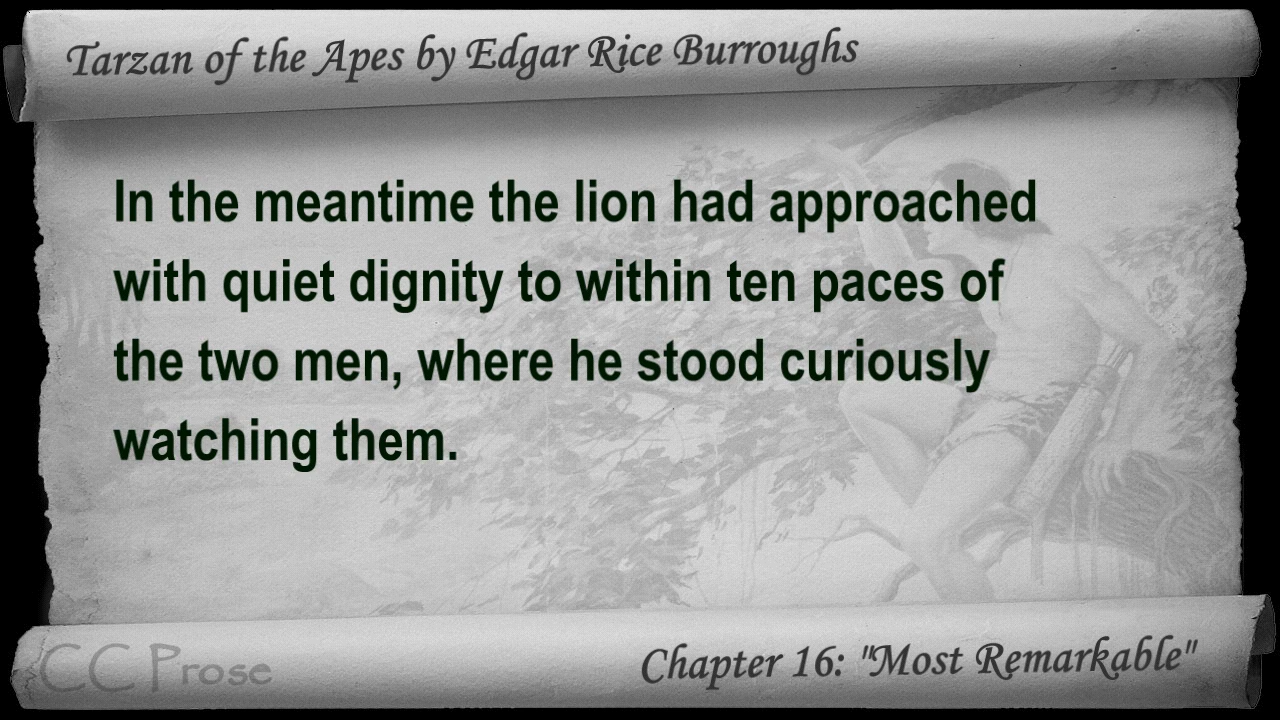 Tarzan of the Apes by Edgar Rice Burroughs
In the meantime the lion had approached
with quiet dignity to within ten paces of
the two men, where he stood curiously
watching them.
CC Prose
Chapter 16: "Most Remarkable"